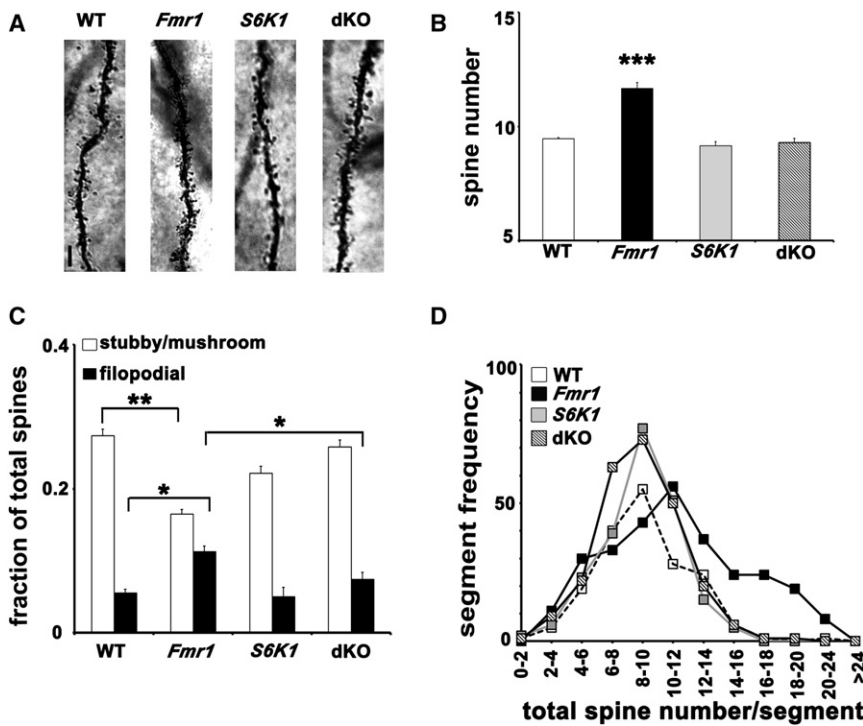 A
WT Fmr1 S6K1 dKO
B
***
spine number
15
10
5
WT Fmr1 S6K1 dKO
C
fraction of total spines
0.4
0.2
0
stubby/mushroom
filopodial
**
*
*
WT Fmr1 S6K1 dKO
D
segment frequency
100
50
0
WT
Fmr1
S6K1
dKO
0-2
2-4
4-6
6-8
8-10
10-12
12-14
14-16
16-18
18-20
20-24
>24
total spine number/segment